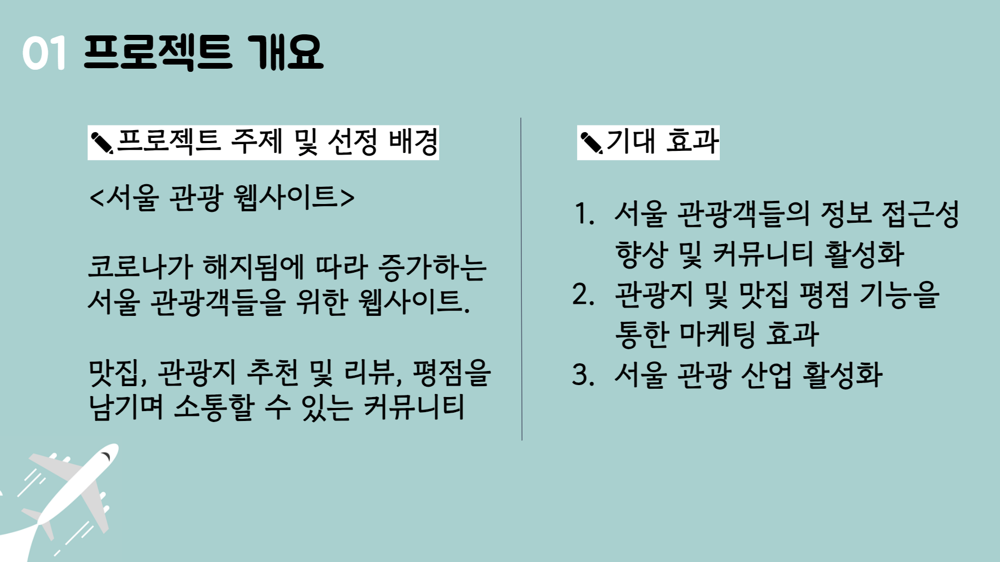 01 프로젝트 개요
프로젝트 주제 및 선정 배경
<서울 관광 웹사이트>
코로나가 해지됨에 따라 증가하는
서울 관광객들을 위한 웹사이트.
맛집, 관광지 추천 및 리뷰, 평점을
남기며 소통할 수 있는 커뮤니티
기대 효과
1. 서울 관광객들의 정보 접근성
향상 및 커뮤니티 활성화
2. 관광지 및 맛집 평점 기능을
통한 마케팅 효과
3. 서울 관광 산업 활성화